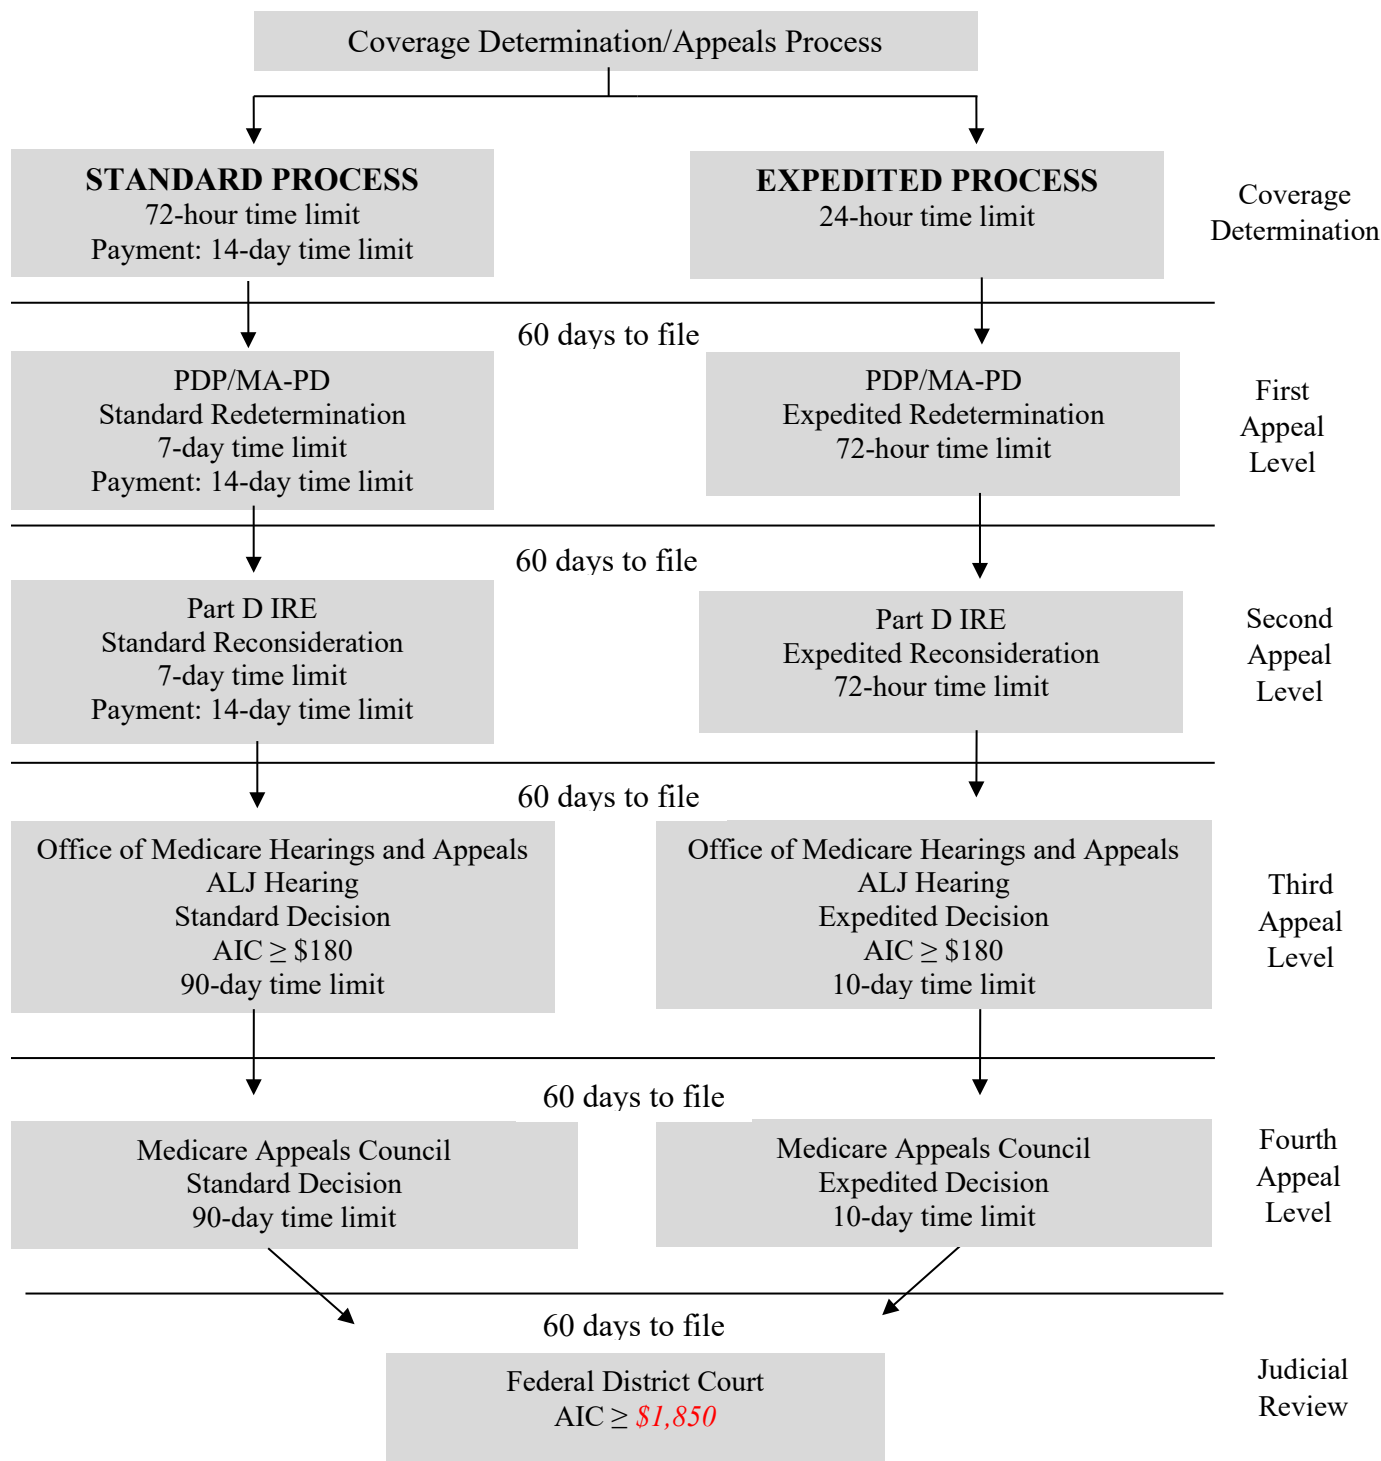 Coverage Determination/Appeals Process
STANDARD PROCESS
72-hour time limit
Payment: 14-day time limit
EXPEDITED PROCESS
24-hour time limit
Coverage
Determination
60 days to file
PDP/MA-PD
Standard Redetermination
7-day time limit
Payment: 14-day time limit
PDP/MA-PD
Expedited Redetermination
72-hour time limit
First
Appeal
Level
60 days to file
Part D IRE
Standard Reconsideration
7-day time limit
Payment: 14-day time limit
Part D IRE
Expedited Reconsideration
72-hour time limit
Second
Appeal
Level
60 days to file
Office of Medicare Hearings and Appeals
ALJ Hearing
Standard Decision
AIC ≥ $180
90-day time limit
Office of Medicare Hearings and Appeals
ALJ Hearing
Expedited Decision
AIC ≥ $180
10-day time limit
Third
Appeal
Level
60 days to file
Medicare Appeals Council
Standard Decision
90-day time limit
Medicare Appeals Council
Expedited Decision
10-day time limit
Fourth
Appeal
Level
60 days to file
Federal District Court
AIC ≥ $1,850
Judicial
Review